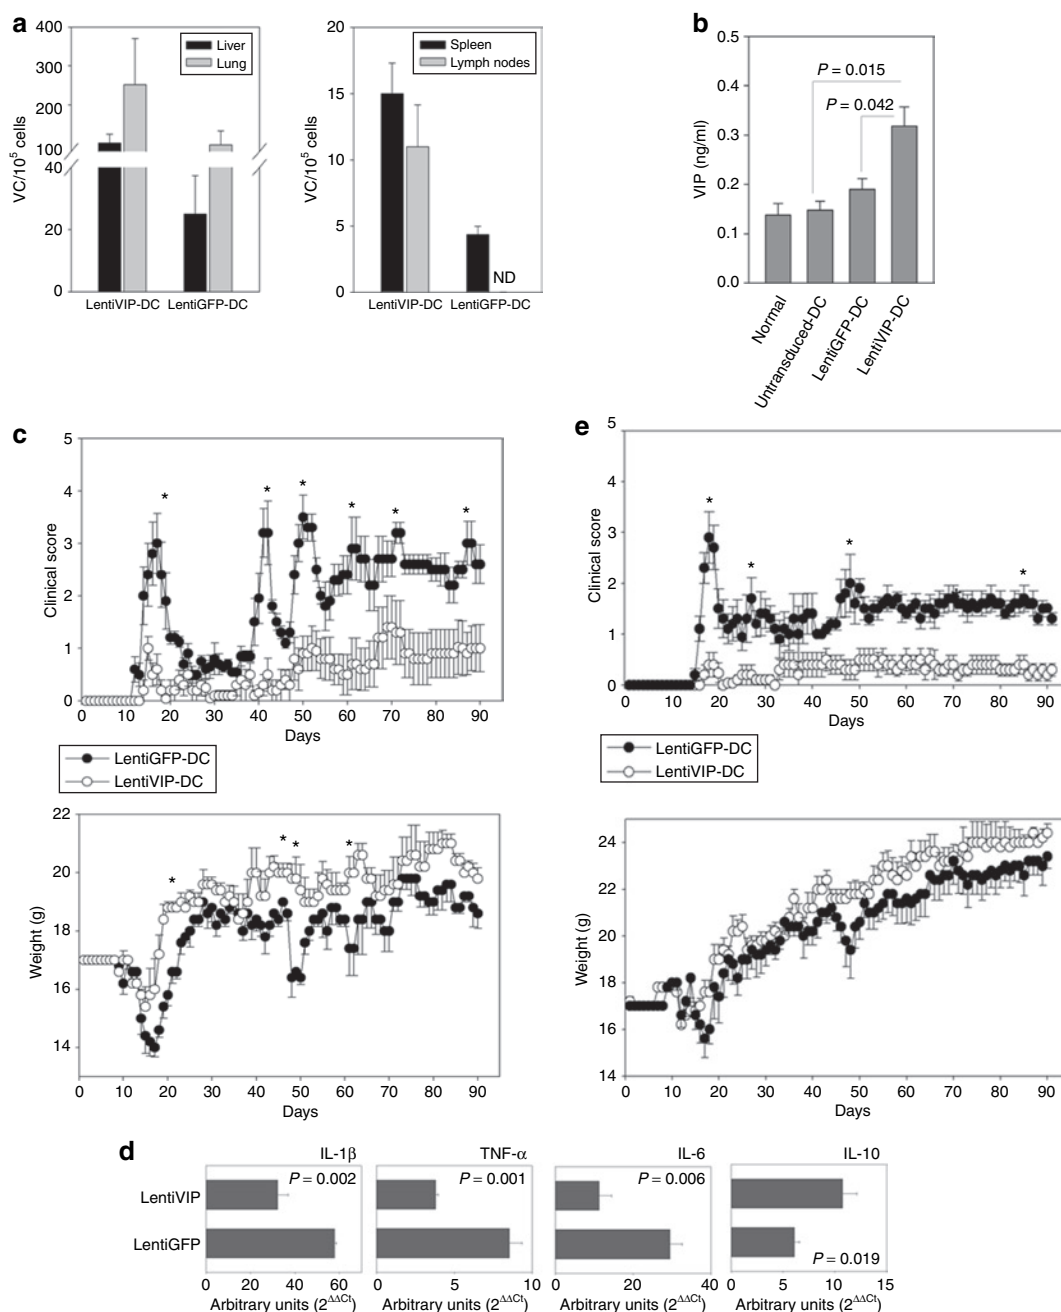 a
400
300
200
100
40
20
0
VC/10⁵ cells
Liver
Lung
LentiVIP-DC LentiGFP-DC
20
15
10
5
0
VC/10⁵ cells
Spleen
Lymph nodes
ND
LentiVIP-DC LentiGFP-DC
b
0.5
0.4
0.3
0.2
0.1
0.0
VIP (ng/ml)
P = 0.015
P = 0.042
Normal
Untransduced-DC
LentiGFP-DC
LentiVIP-DC
c
5
4
3
2
1
0
Clinical score
* * * * * *
0 10 20 30 40 50 60 70 80 90
Days
LentiGFP-DC
LentiVIP-DC
22
20
18
16
14
Weight (g)
* * * *
0 10 20 30 40 50 60 70 80 90
Days
e
5
4
3
2
1
0
Clinical score
* * * *
0 10 20 30 40 50 60 70 80 90
Days
LentiGFP-DC
LentiVIP-DC
24
22
20
18
16
14
Weight (g)
0 10 20 30 40 50 60 70 80 90
Days
d
LentiVIP
LentiGFP
IL-1β
P = 0.002
0 20 40 60
Arbitrary units (2^ΔΔCt)
TNF-α
P = 0.001
0 5 10
Arbitrary units (2^ΔΔCt)
IL-6
P = 0.006
0 20 40
Arbitrary units (2^ΔΔCt)
IL-10
P = 0.019
0 5 10 15
Arbitrary units (2^ΔΔCt)